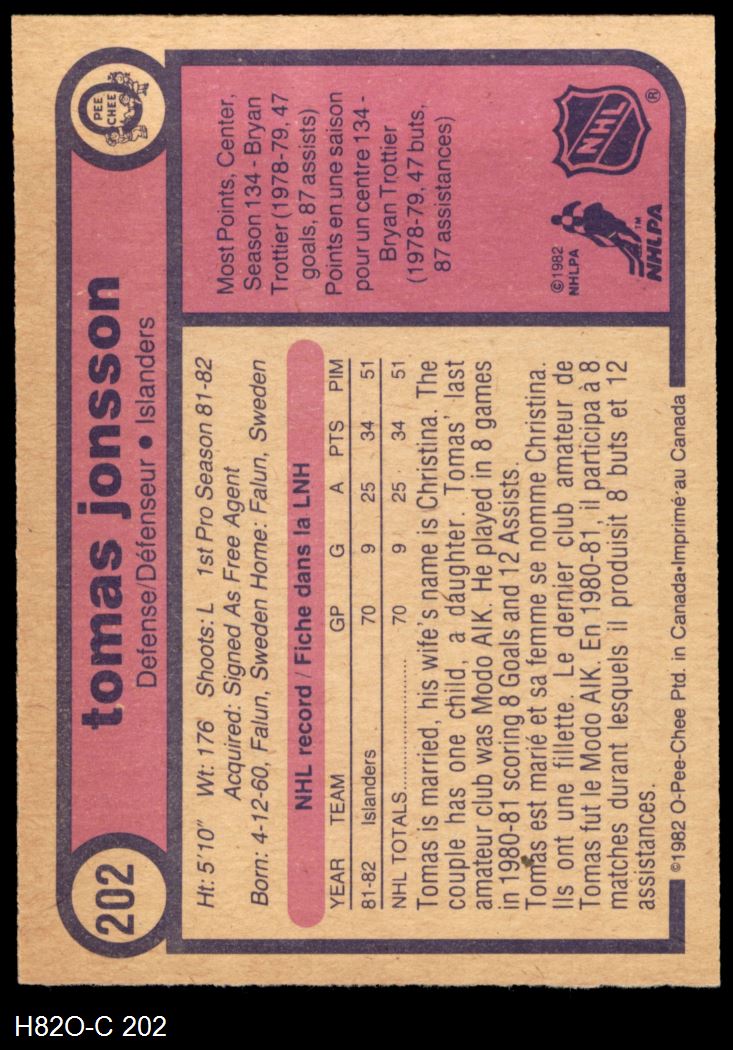 202
tomas jonsson
Defense/Défenseur • Islanders
O
PEE
CHEE
Ht: 5'10" Wt: 176 Shoots: L 1st Pro Season 81-82
Acquired: Signed As Free Agent
Born: 4-12-60, Falun, Sweden Home: Falun, Sweden
NHL record / Fiche dans la LNH
YEAR TEAM GP G A PTS PIM
81-82 Islanders 70 9 25 34 51
NHL TOTALS................ 70 9 25 34 51
Tomas is married, his wife's name is Christina. The
couple has one child, a daughter. Tomas' last
amateur club was Modo AIK. He played in 8 games
in 1980-81 scoring 8 Goals and 12 Assists.
Tomas est marié et sa femme se nomme Christina.
Ils ont une fillette. Le dernier club amateur de
Tomas fut le Modo AIK. En 1980-81, il participa à 8
matches durant lesquels il produisit 8 buts et 12
assistances.
©1982 O-Pee-Chee Ptd. in Canada•Imprimé au Canada
Most Points, Center,
Season 134 - Bryan
Trottier (1978-79, 47
goals, 87 assists)
Points en une saison
pour un centre 134 -
Bryan Trottier
(1978-79, 47 buts,
87 assistances)
©1982
NHLPA
TM
NHLPA
NHL
®
H82O-C 202